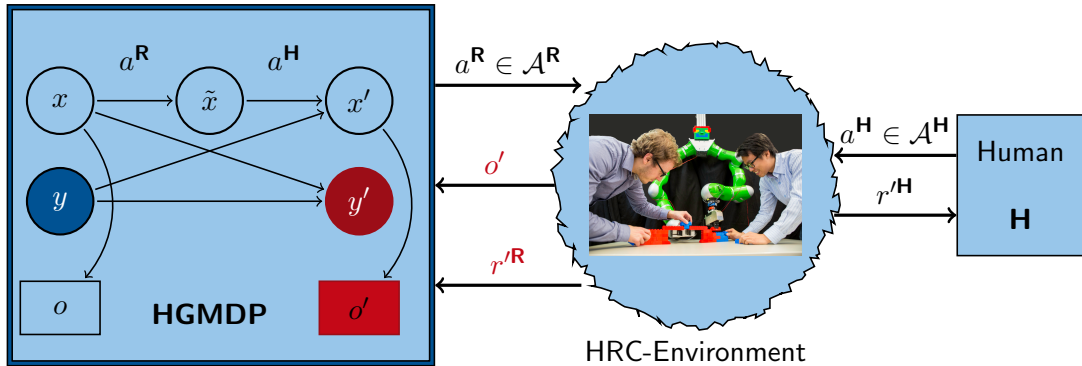 a^R a^H
x x̃ x′
y y′
o HGMDP o′
a^R ∈ 𝒜^R
o′
r′^R
HRC-Environment
a^H ∈ 𝒜^H
r′^H
Human
H